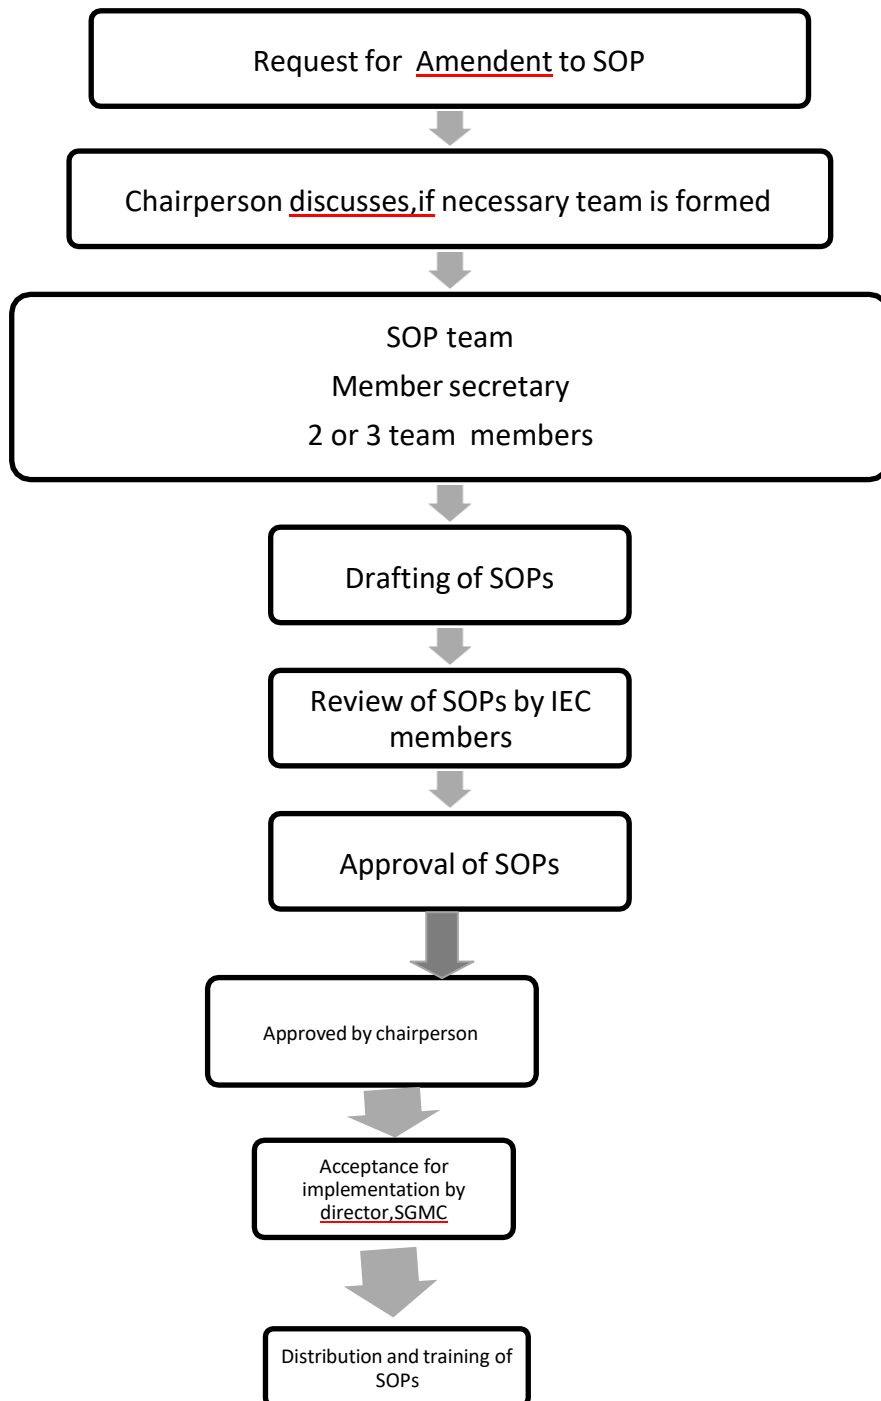 Request for Amendent to SOP
Chairperson discusses,if necessary team is formed
SOP team
Member secretary
2 or 3 team members
Drafting of SOPs
Review of SOPs by IEC
members
Approval of SOPs
Approved by chairperson
Acceptance for
implementation by
director,SGMC
Distribution and training of
SOPs